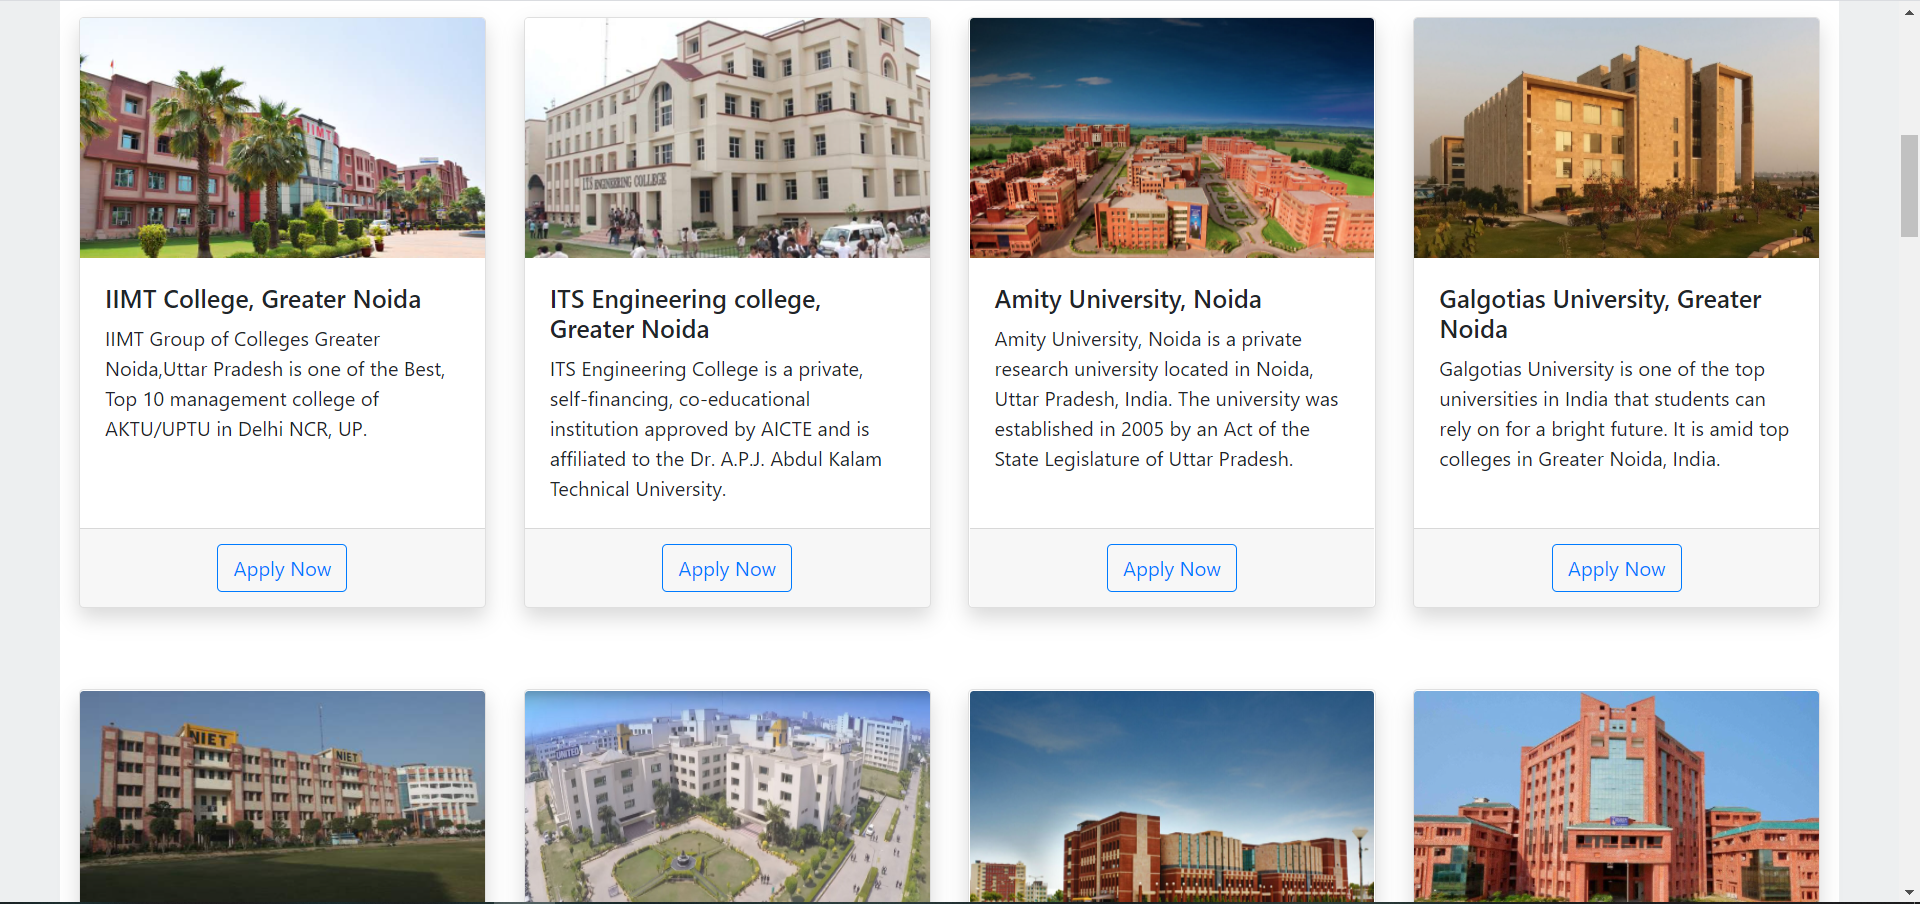 IIMT
ITS ENGINEERING COLLEGE
IIMT College, Greater Noida
IIMT Group of Colleges Greater
Noida,Uttar Pradesh is one of the Best,
Top 10 management college of
AKTU/UPTU in Delhi NCR, UP.
Apply Now
ITS Engineering college,
Greater Noida
ITS Engineering College is a private,
self-financing, co-educational
institution approved by AICTE and is
affiliated to the Dr. A.P.J. Abdul Kalam
Technical University.
Apply Now
Amity University, Noida
Amity University, Noida is a private
research university located in Noida,
Uttar Pradesh, India. The university was
established in 2005 by an Act of the
State Legislature of Uttar Pradesh.
Apply Now
Galgotias University, Greater
Noida
Galgotias University is one of the top
universities in India that students can
rely on for a bright future. It is amid top
colleges in Greater Noida, India.
Apply Now
NIET
NIET
UNITED